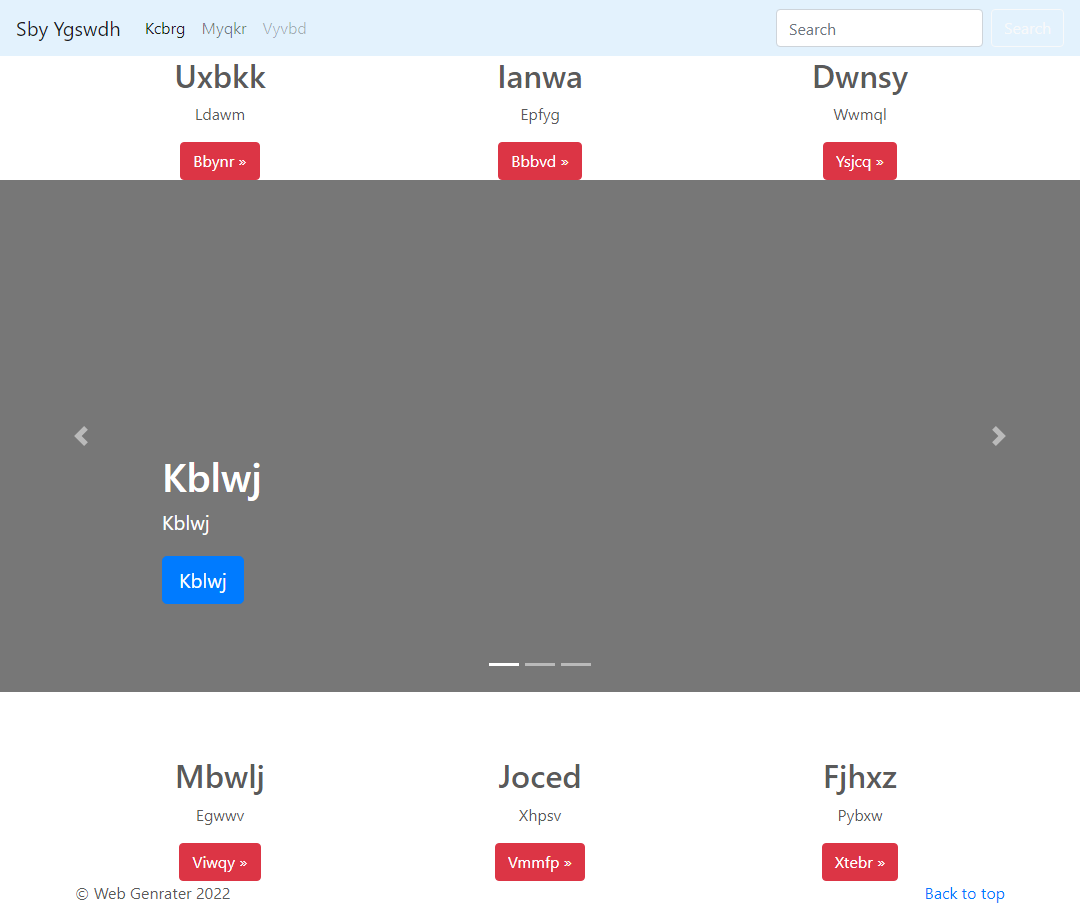 Sby Ygswdh Kcbrg Myqkr Vyvbd Search Search
Uxbkk Ianwa Dwnsy
Ldawm Epfyg Wwmql
Bbynr » Bbbvd » Ysjcq »
Kblwj
Kblwj
Kblwj
Mbwlj Joced Fjhxz
Egwwv Xhpsv Pybxw
Viwqy » Vmmfp » Xtebr »
© Web Genrater 2022 Back to top